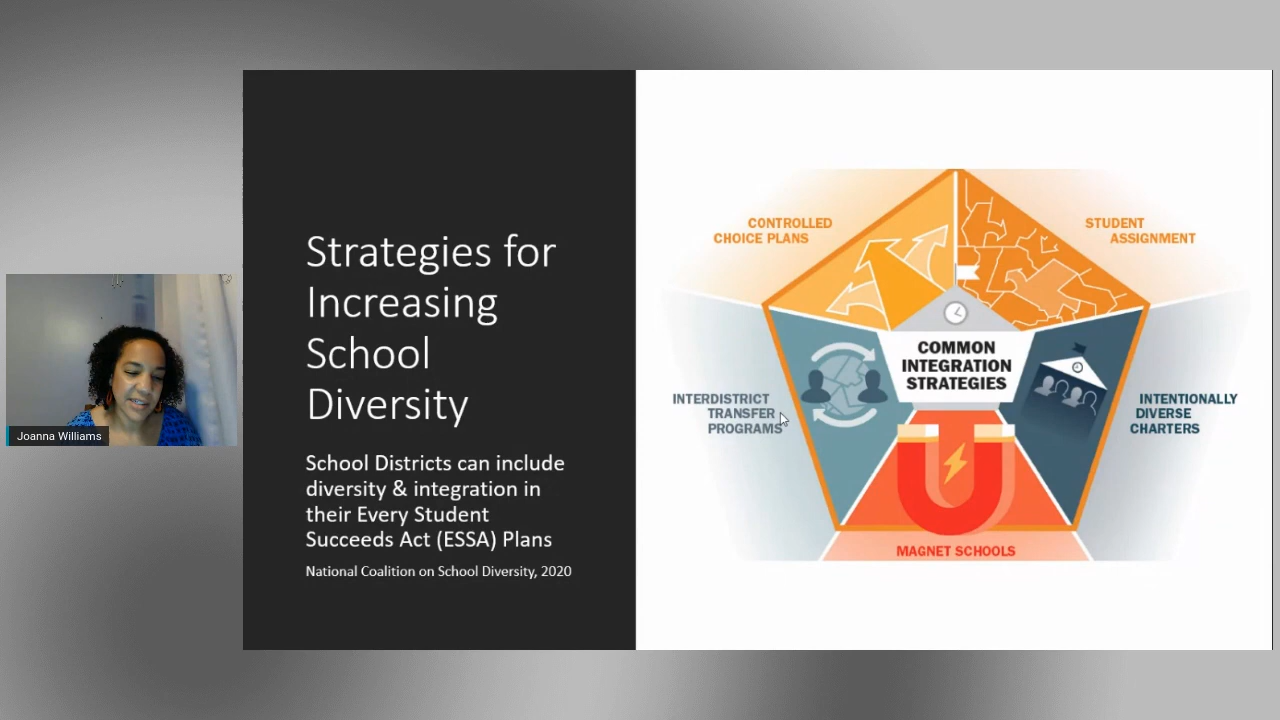 Strategies for
Increasing
School
Diversity
School Districts can include
diversity & integration in
their Every Student
Succeeds Act (ESSA) Plans
National Coalition on School Diversity, 2020
CONTROLLED
CHOICE PLANS
STUDENT
ASSIGNMENT
COMMON
INTEGRATION
STRATEGIES
INTERDISTRICT
TRANSFER
PROGRAMS
INTENTIONALLY
DIVERSE
CHARTERS
MAGNET SCHOOLS
Joanna Williams